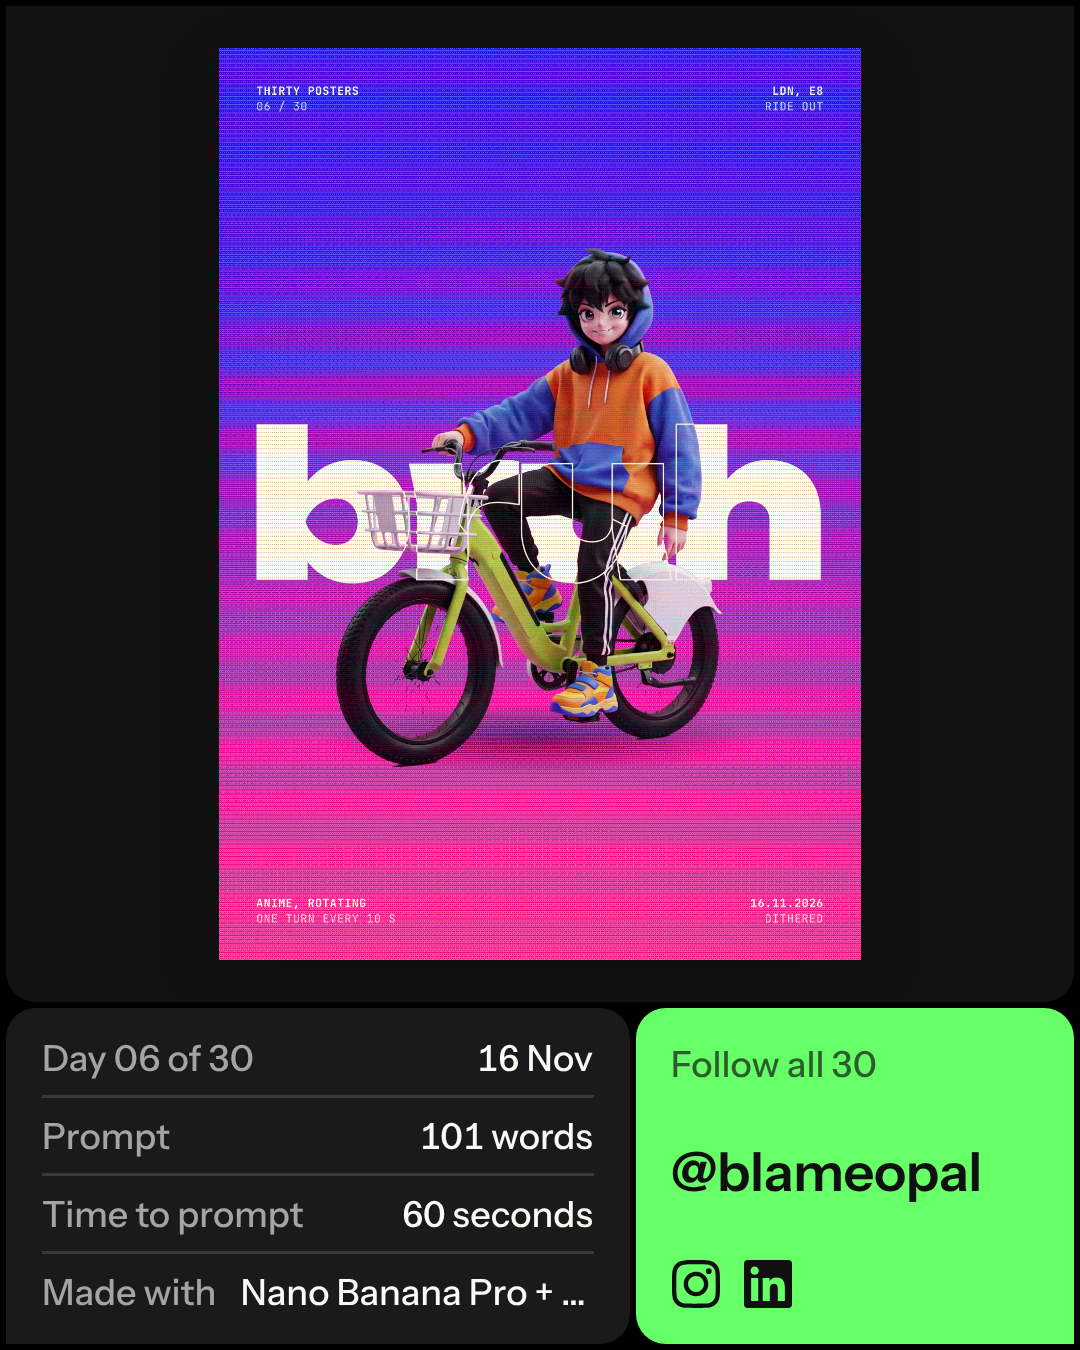 THIRTY POSTERS
06 / 30
LDN, E8
RIDE OUT
bruh
ANIME, ROTATING
ONE TURN EVERY 10 S
16.11.2026
DITHERED
Day 06 of 30
16 Nov
Prompt
101 words
Time to prompt
60 seconds
Made with
Nano Banana Pro + ...
Follow all 30
@blameopal
in